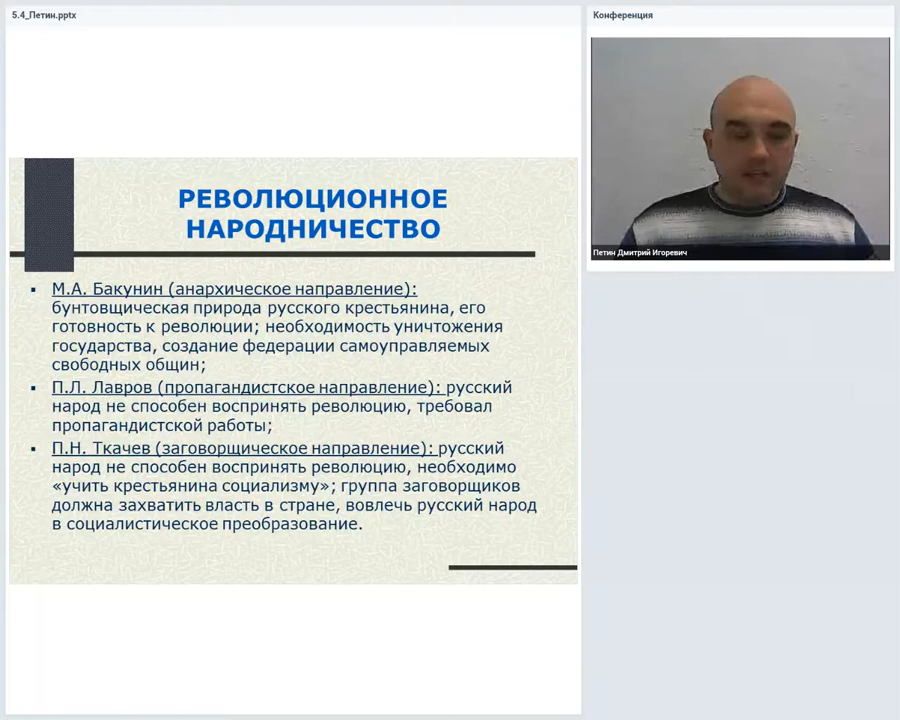 5.4_Петин.pptx
Конференция
РЕВОЛЮЦИОННОЕ
НАРОДНИЧЕСТВО
▪ М.А. Бакунин (анархическое направление):
бунтовщическая природа русского крестьянина, его
готовность к революции; необходимость уничтожения
государства, создание федерации самоуправляемых
свободных общин;
▪ П.Л. Лавров (пропагандистское направление): русский
народ не способен воспринять революцию, требовал
пропагандистской работы;
▪ П.Н. Ткачев (заговорщическое направление): русский
народ не способен воспринять революцию, необходимо
«учить крестьянина социализму»; группа заговорщиков
должна захватить власть в стране, вовлечь русский народ
в социалистическое преобразование.
Петин Дмитрий Игоревич